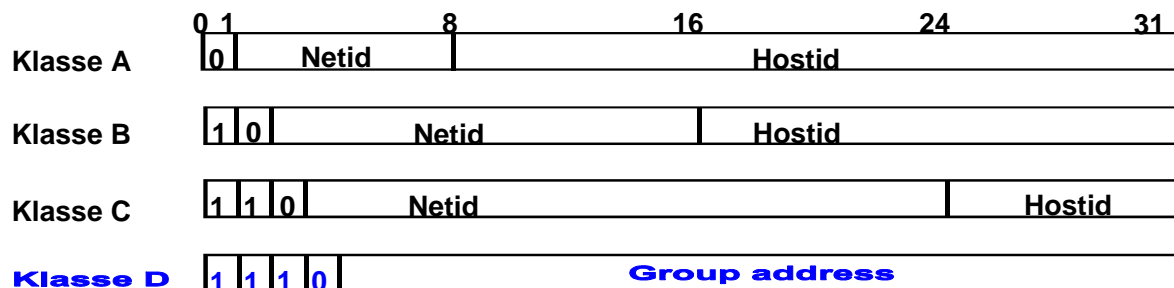 0 1 8 16 24 31
Klasse A 0 Netid Hostid
Klasse B 1 0 Netid Hostid
Klasse C 1 1 0 Netid Hostid
Klasse D 1 1 1 0 Group address